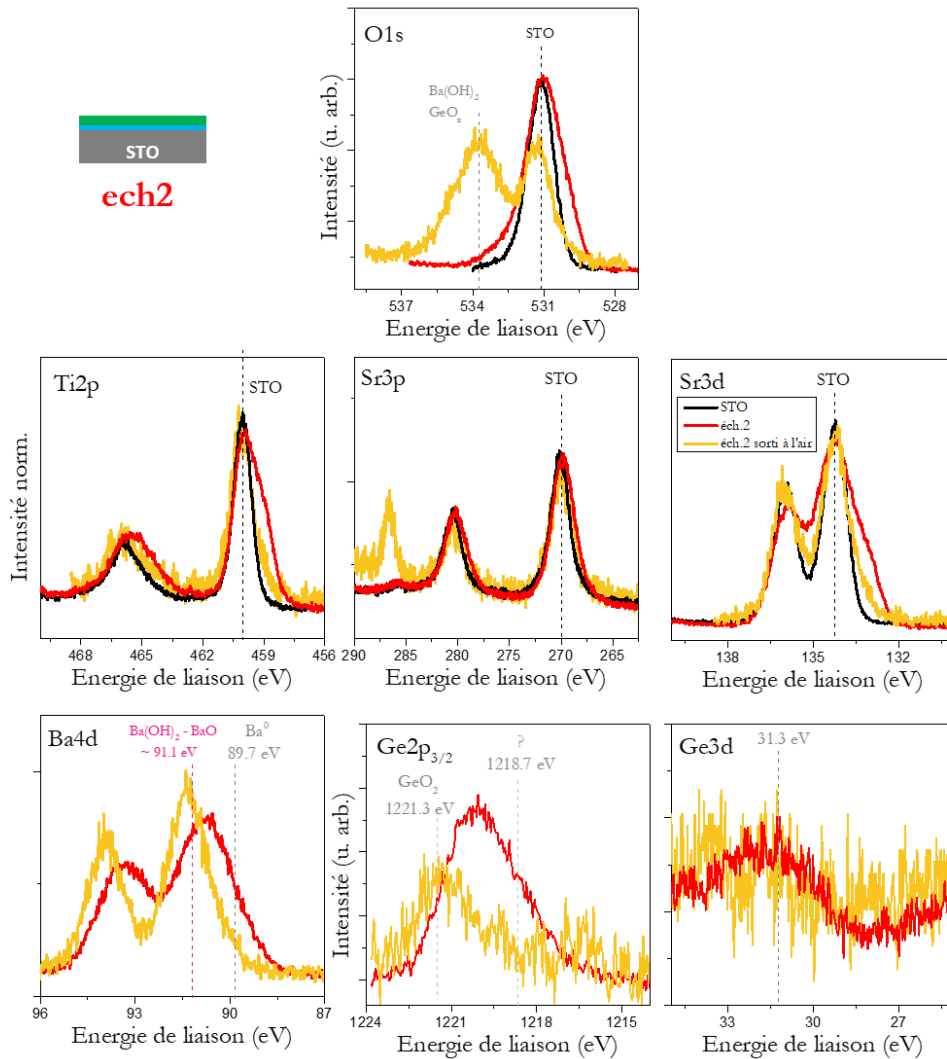 O1s
STO
Ba(OH)₂
GeOₓ
STO
ech2
Intensité (u. arb.)
537
534
531
528
Energie de liaison (eV)
Ti2p
STO
Intensité norm.
468
465
462
459
456
Energie de liaison (eV)
Sr3p
STO
290
285
280
275
270
265
Energie de liaison (eV)
Sr3d
STO
STO
éch.2
éch.2 sorti à l'air
138
136
134
132
Energie de liaison (eV)
Ba4d
Ba(OH)₂ - BaO
~ 91.1 eV
Ba⁰
89.7 eV
96
93
90
87
Energie de liaison (eV)
Ge2p₃/₂
GeO₂
1221.3 eV
?
1218.7 eV
Intensité (u. arb.)
1224
1221
1218
1215
Energie de liaison (eV)
Ge3d
31.3 eV
33
30
27
Energie de liaison (eV)